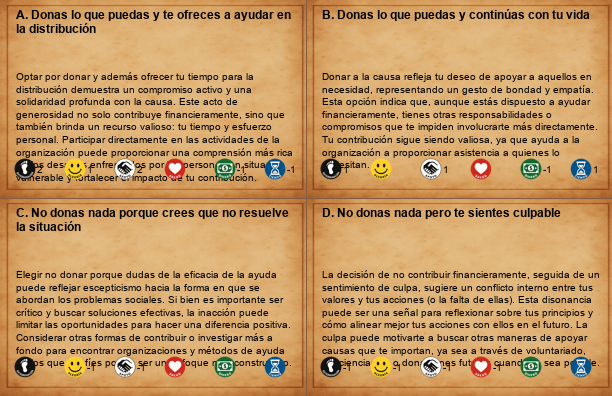 A. Donas lo que puedas y te ofreces a ayudar en
la distribución
Optar por donar y además ofrecer tu tiempo para la
distribución demuestra un compromiso activo y una
solidaridad profunda con la causa. Este acto de
generosidad no solo contribuye financieramente, sino que
también brinda un recurso valioso: tu tiempo y esfuerzo
personal. Participar directamente en las actividades de la
organización puede proporcionar una comprensión más rica
vulnerable y fortalecer el impacto de tu contribución.
2 1 2 -1 -1
B. Donas lo que puedas y continúas con tu vida
Donar a la causa refleja tu deseo de apoyar a aquellos en
necesidad, representando un gesto de bondad y empatía.
Esta opción indica que, aunque estás dispuesto a ayudar
financieramente, tienes otras responsabilidades o
compromisos que te impiden involucrarte más directamente.
Tu contribución sigue siendo valiosa, ya que ayuda a la
organización a proporcionar asistencia a quienes lo
1 1 -1 1
C. No donas nada porque crees que no resuelve
la situación
Elegir no donar porque dudas de la eficacia de la ayuda
puede reflejar escepticismo hacia la forma en que se
abordan los problemas sociales. Si bien es importante ser
crítico y buscar soluciones efectivas, la inacción puede
limitar las oportunidades para hacer una diferencia positiva.
Considerar otras formas de contribuir o investigar más a
fondo para encontrar organizaciones y métodos de ayuda
-1 -1
D. No donas nada pero te sientes culpable
La decisión de no contribuir financieramente, seguida de un
sentimiento de culpa, sugiere un conflicto interno entre tus
valores y tus acciones (o la falta de ellas). Esta disonancia
puede ser una señal para reflexionar sobre tus principios y
cómo alinear mejor tus acciones con ellos en el futuro. La
culpa puede motivarte a buscar otras maneras de apoyar
causas que te importan, ya sea a través de voluntariado,
-1 -1 -1 -1